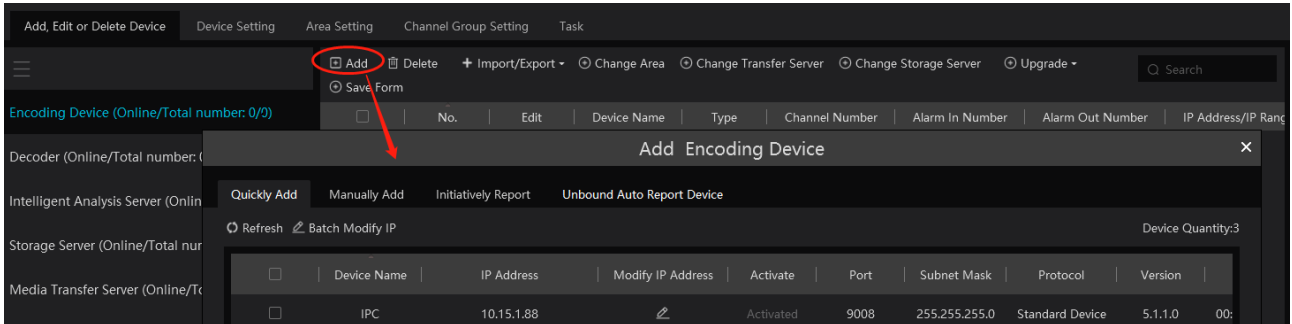 Add, Edit or Delete Device Device Setting Area Setting Channel Group Setting Task
Add Delete Import/Export Change Area Change Transfer Server Change Storage Server Upgrade Search
Save Form
Encoding Device (Online/Total number: 0/0)
No. Edit Device Name Type Channel Number Alarm In Number Alarm Out Number IP Address/IP Rang
Decoder (Online/Total number: (
Add Encoding Device
Intelligent Analysis Server (Onlin
Quickly Add Manually Add Initiatively Report Unbound Auto Report Device
Storage Server (Online/Total nur
Refresh Batch Modify IP Device Quantity:3
Media Transfer Server (Online/To
Device Name IP Address Modify IP Address Activate Port Subnet Mask Protocol Version
IPC 10.15.1.88 Activated 9008 255.255.255.0 Standard Device 5.1.1.0 00: